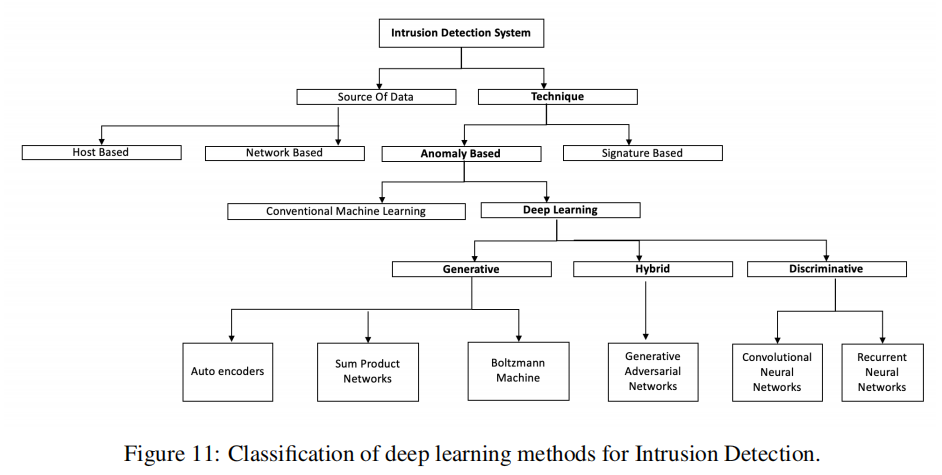 Intrusion Detection System
Source Of Data
Technique
Host Based
Network Based
Anomaly Based
Signature Based
Conventional Machine Learning
Deep Learning
Generative
Hybrid
Discriminative
Auto encoders
Sum Product
Networks
Boltzmann
Machine
Generative
Adversarial
Networks
Convolutional
Neural
Networks
Recurrent
Neural
Networks
Figure 11: Classification of deep learning methods for Intrusion Detection.